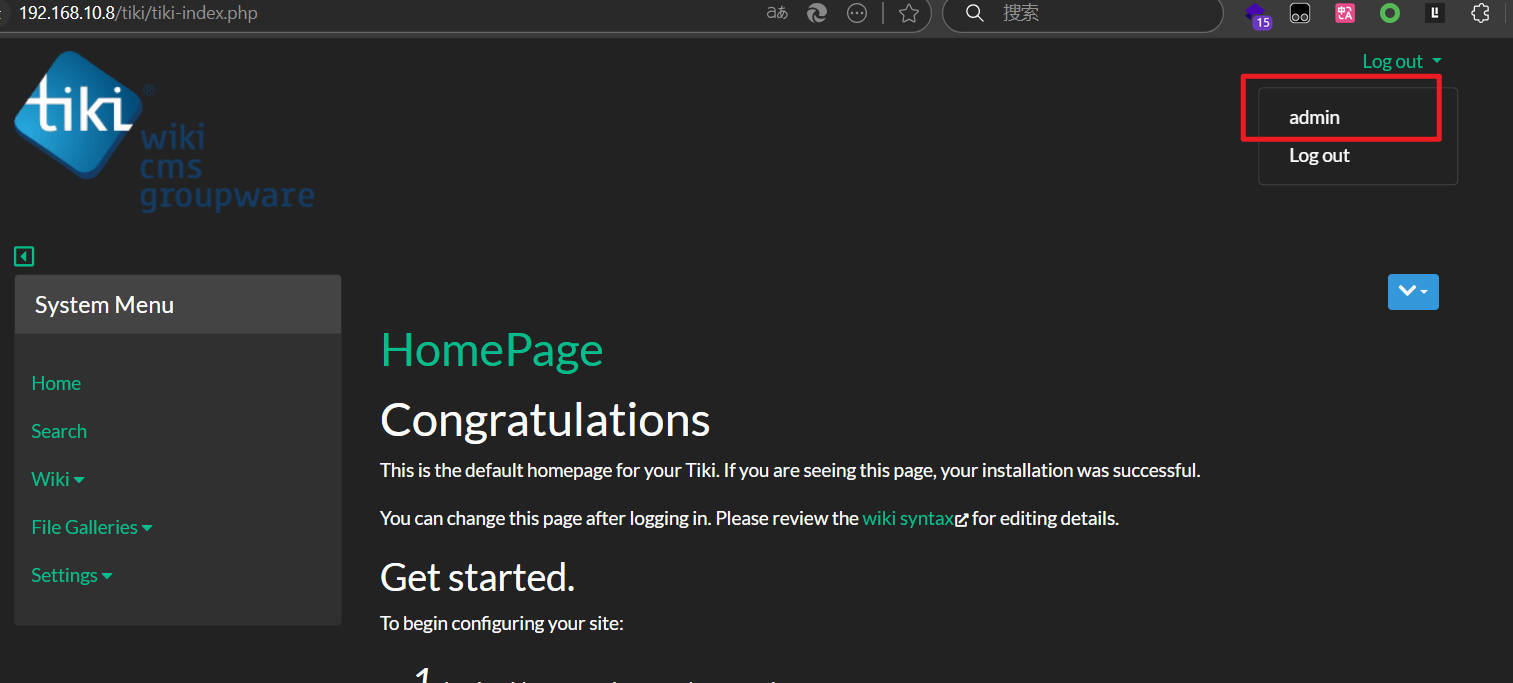 192.168.10.8/tiki/tiki-index.php
aあ
搜索
15
Log out
admin
Log out
tiki®
wiki
cms
groupware
System Menu
Home
Search
Wiki
File Galleries
Settings
HomePage
Congratulations
This is the default homepage for your Tiki. If you are seeing this page, your installation was successful.
You can change this page after logging in. Please review the wiki syntax for editing details.
Get started.
To begin configuring your site:
1